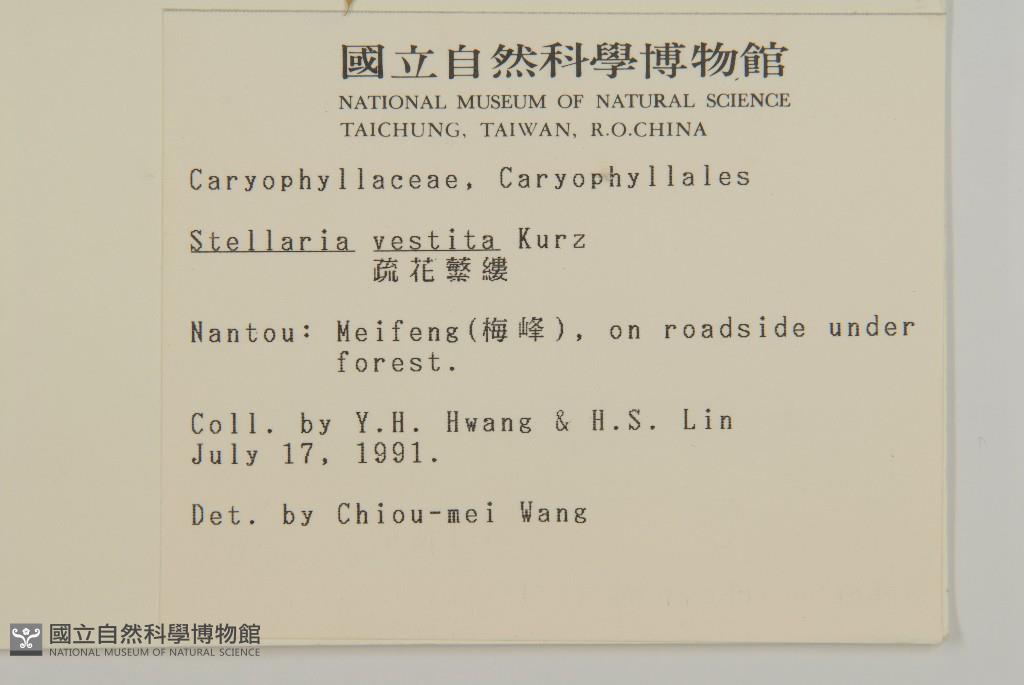 國立自然科學博物館
NATIONAL MUSEUM OF NATURAL SCIENCE
TAICHUNG, TAIWAN, R.O.CHINA
Caryophyllaceae, Caryophyllales
Stellaria vestita Kurz
疏花蘩縷
Nantou: Meifeng(梅峰), on roadside under
forest.
Coll. by Y.H. Hwang & H.S. Lin
July 17, 1991.
Det. by Chiou-mei Wang
國立自然科學博物館
NATIONAL MUSEUM OF NATURAL SCIENCE